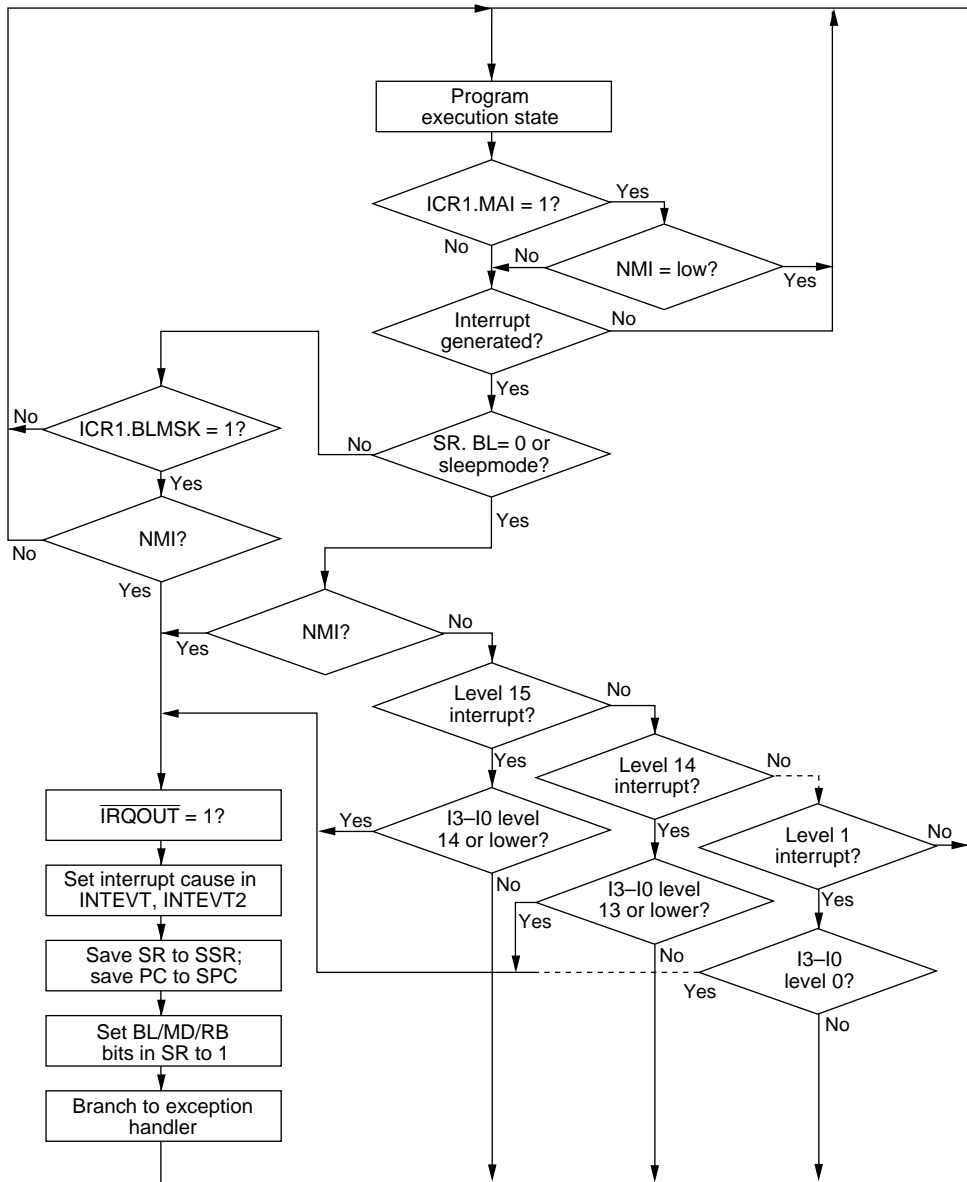 Program
execution state
ICR1.MAI = 1?
Yes
No
NMI = low?
No
Yes
Interrupt
generated?
No
Yes
ICR1.BLMSK = 1?
No
Yes
SR. BL= 0 or
sleepmode?
No
Yes
NMI?
No
Yes
NMI?
Yes
No
Level 15
interrupt?
No
Yes
Level 14
interrupt?
No
Yes
Level 1
interrupt?
No
Yes
I3–I0 level
14 or lower?
Yes
No
I3–I0 level
13 or lower?
Yes
No
I3–I0
level 0?
Yes
No
IRQOUT = 1?
Set interrupt cause in
INTEVT, INTEVT2
Save SR to SSR;
save PC to SPC
Set BL/MD/RB
bits in SR to 1
Branch to exception
handler